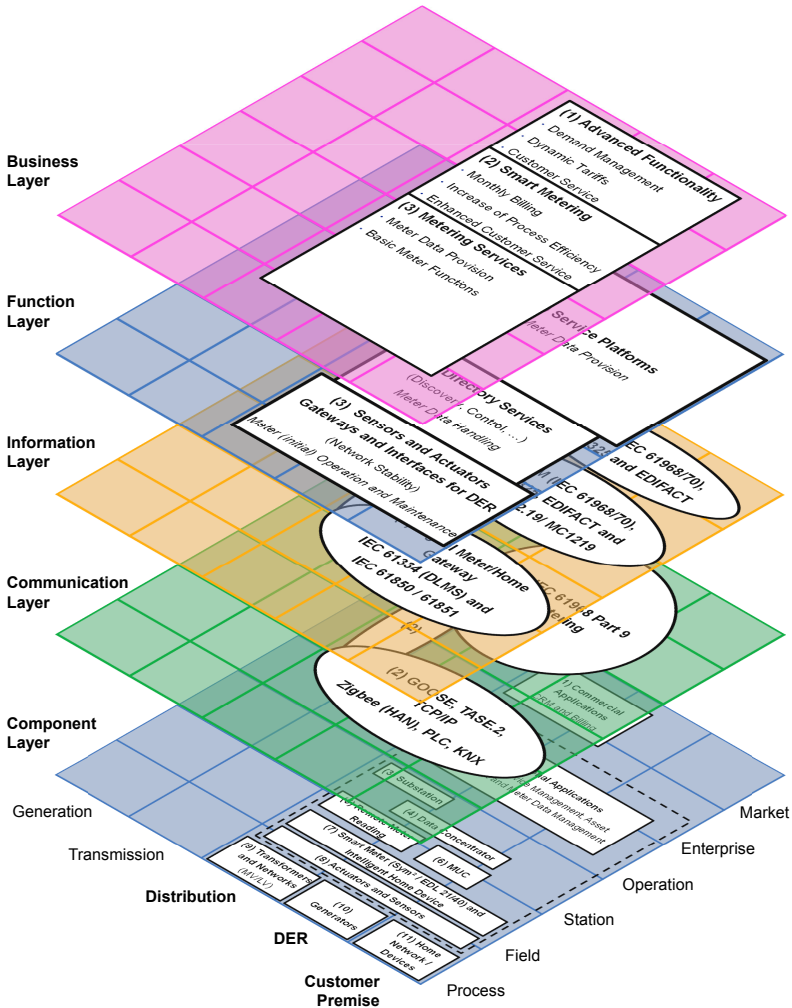 Business
Layer
(1) Advanced Functionality
· Demand Management
· Dynamic Tariffs
· Customer Service
(2) Smart Metering
· Monthly Billing
· Increase of Process Efficiency
· Enhanced Customer Service
(3) Metering Services
· Meter Data Provision
· Basic Meter Functions
Function
Layer
Service Platforms
Meter Data Provision
Directory Services
(Discovery, Control, ...)
Meter Data Handling
(3) Sensors and Actuators
Gateways and Interfaces for DER
(Network Stability)
Meter (initial) Operation and Maintenance
Information
Layer
IEC 61968/70),
and EDIFACT
(IEC 61968/70),
EDIFACT and
2.19/ MC1219
Meter/Home
Gateway
IEC 61334 (DLMS) and
IEC 61850 / 61851
Communication
Layer
IEC 61968 Part 9
(2)
(2) GOOSE, TASE.2,
TCP/IP
Zigbee (HAN), PLC, KNX
Component
Layer
(1) Commercial
Applications
CRM and Billing
Applications
Management, Asset
and Meter Data Management
(3) Substation
(4) Data Concentrator
Remote Meter
Reading
(6) MUC
(7) Smart Meter (Sym² / EDL 21/40) and
Intelligent Home Device
(8) Actuators and Sensors
(9) Transformers
and Networks
(MV/LV)
(10)
Generators
(11) Home
Network /
Devices
Generation
Transmission
Distribution
DER
Customer
Premise
Process
Field
Station
Operation
Enterprise
Market